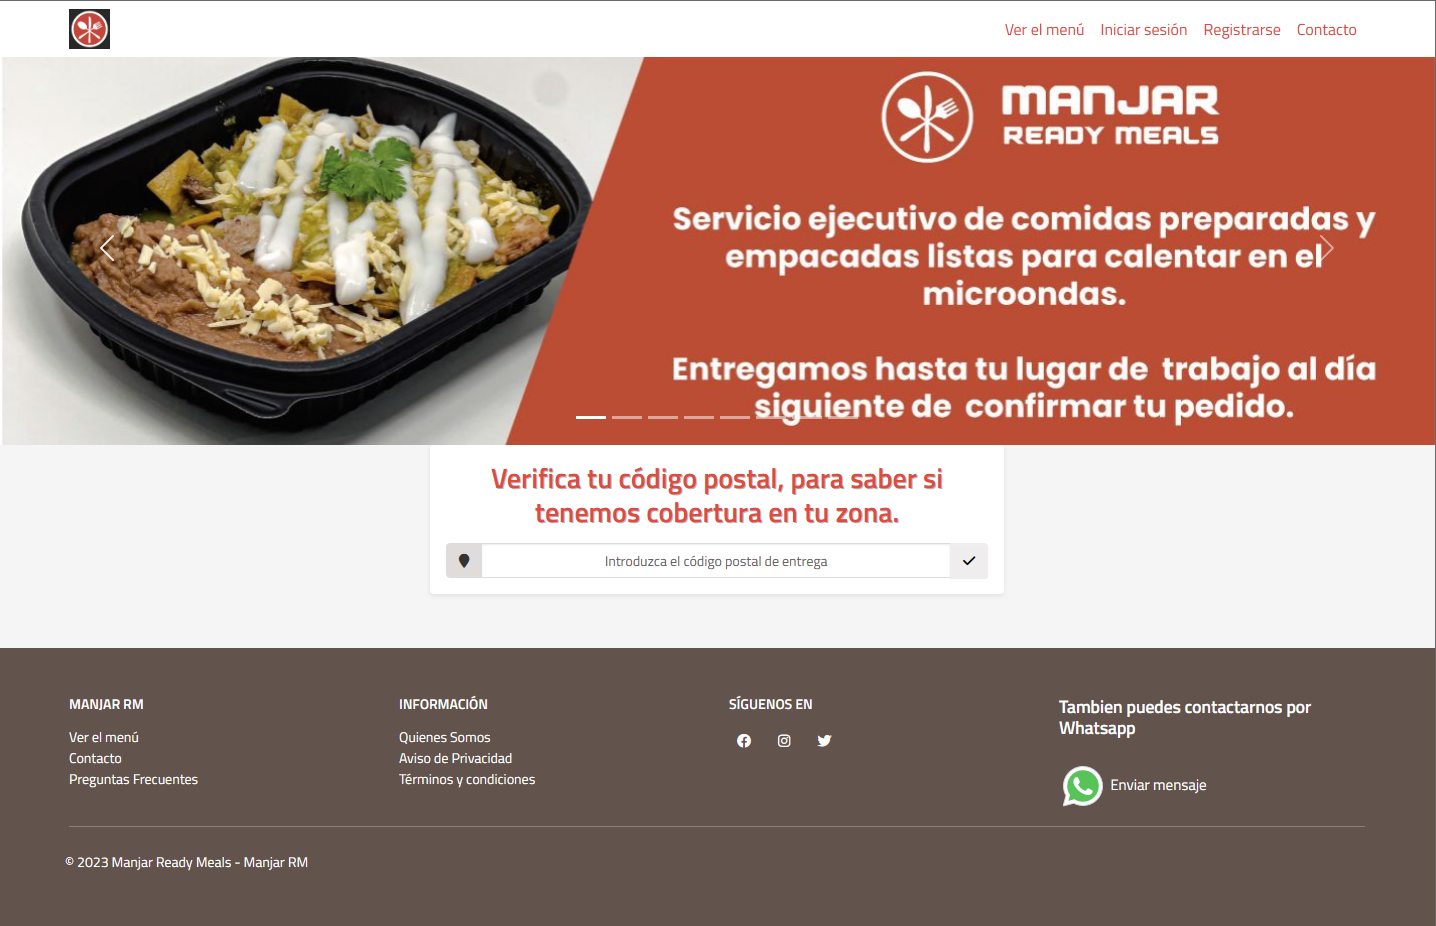 Ver el menú Iniciar sesión Registrarse Contacto
MANJAR
READY MEALS
Servicio ejecutivo de comidas preparadas y
empacadas listas para calentar en el
microondas.
Entregamos hasta tu lugar de trabajo al día
siguiente de confirmar tu pedido.
Verifica tu código postal, para saber si
tenemos cobertura en tu zona.
Introduzca el código postal de entrega
MANJAR RM
Ver el menú
Contacto
Preguntas Frecuentes
INFORMACIÓN
Quienes Somos
Aviso de Privacidad
Términos y condiciones
SÍGUENOS EN
Tambien puedes contactarnos por
Whatsapp
Enviar mensaje
© 2023 Manjar Ready Meals - Manjar RM